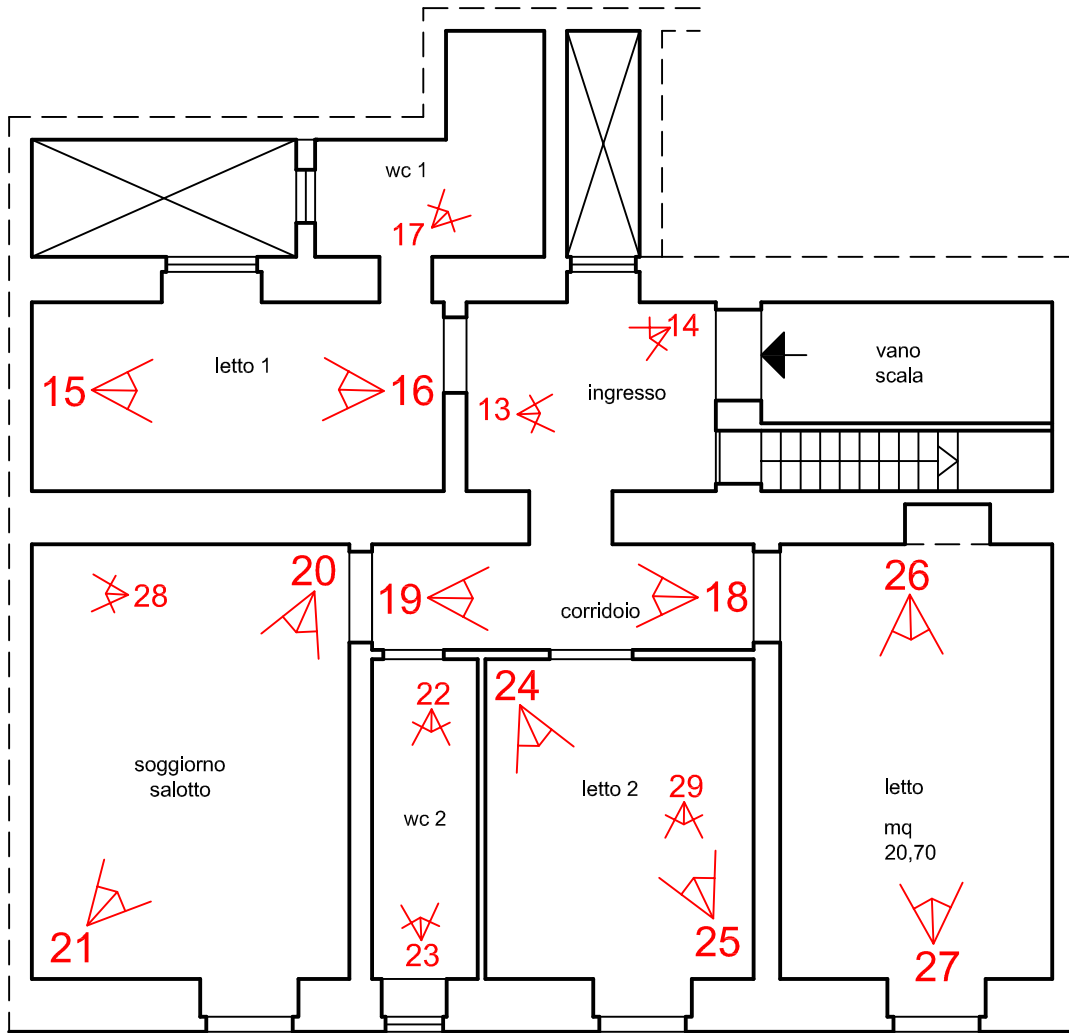 wc 1
17
14
letto 1
vano
scala
15
16
13
ingresso
20
26
28
19
18
corridoio
22
24
soggiorno
salotto
letto 2
29
letto
wc 2
mq
20,70
21
23
25
27